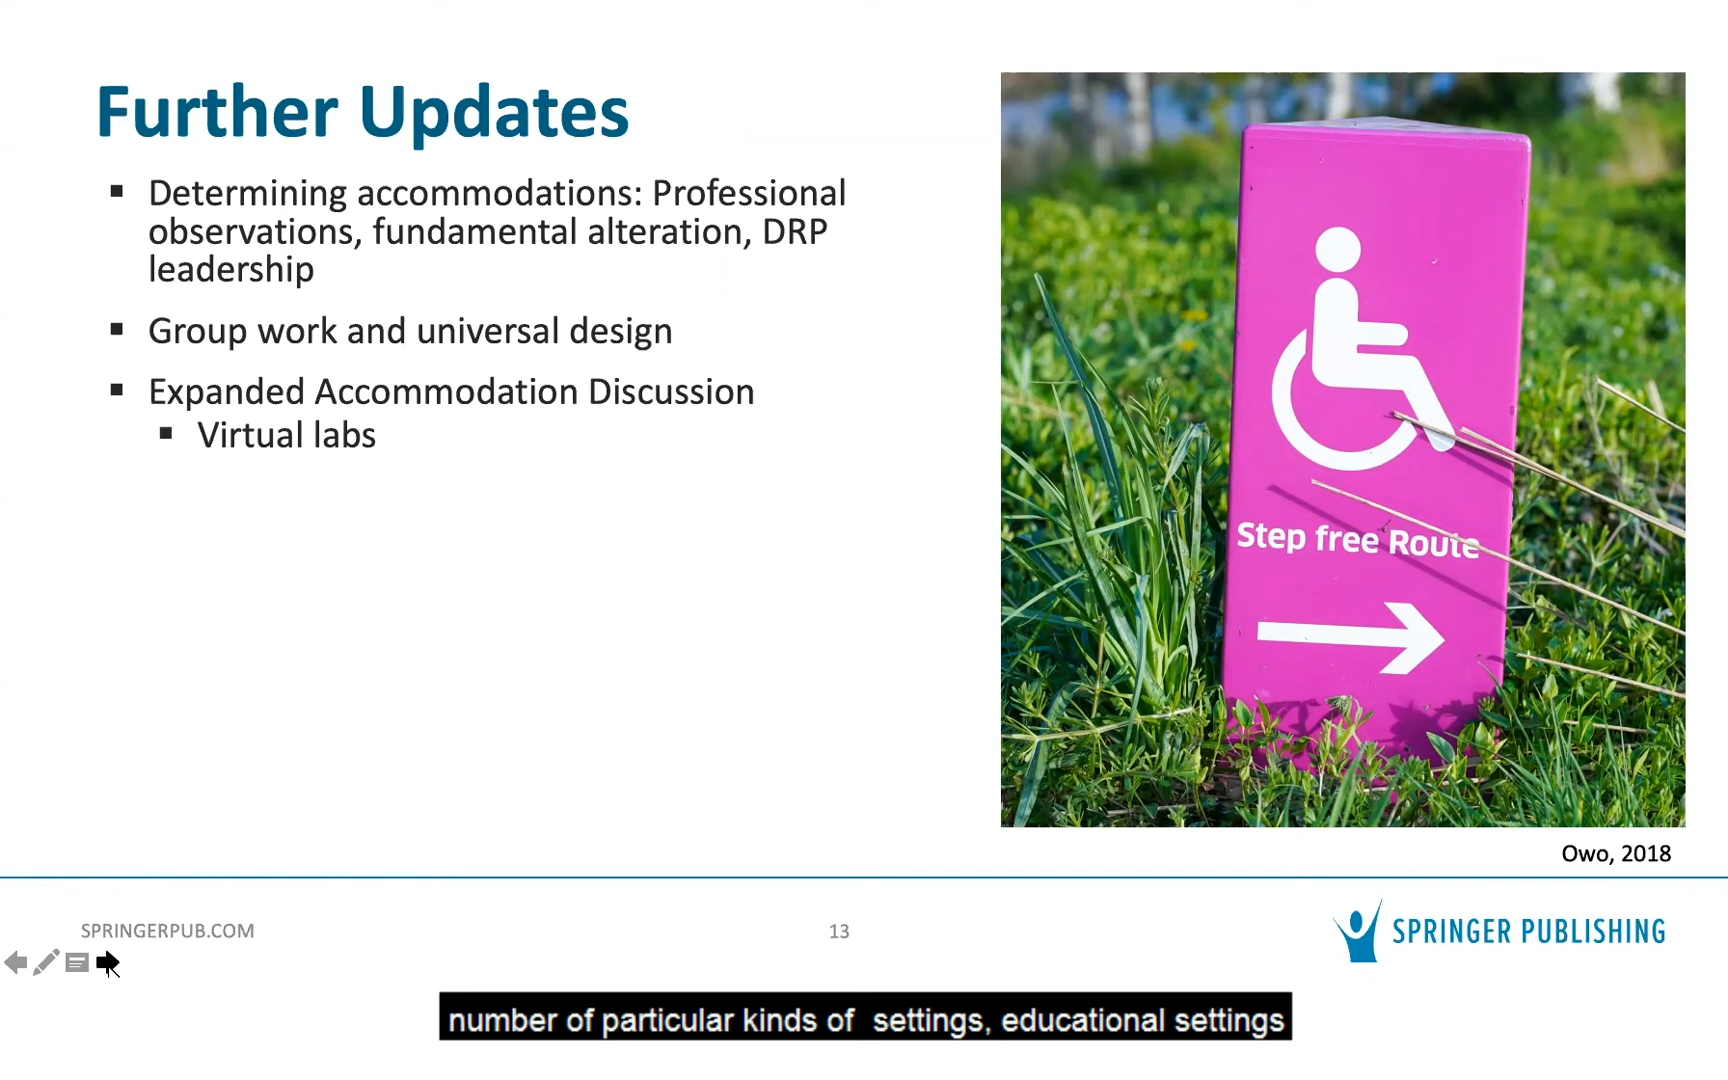 Further Updates
Determining accommodations: Professional
observations, fundamental alteration, DRP
leadership
Group work and universal design
Expanded Accommodation Discussion
Virtual labs
Step free Route
Owo, 2018
SPRINGERPUB.COM
13
SPRINGER PUBLISHING
number of particular kinds of  settings, educational settings